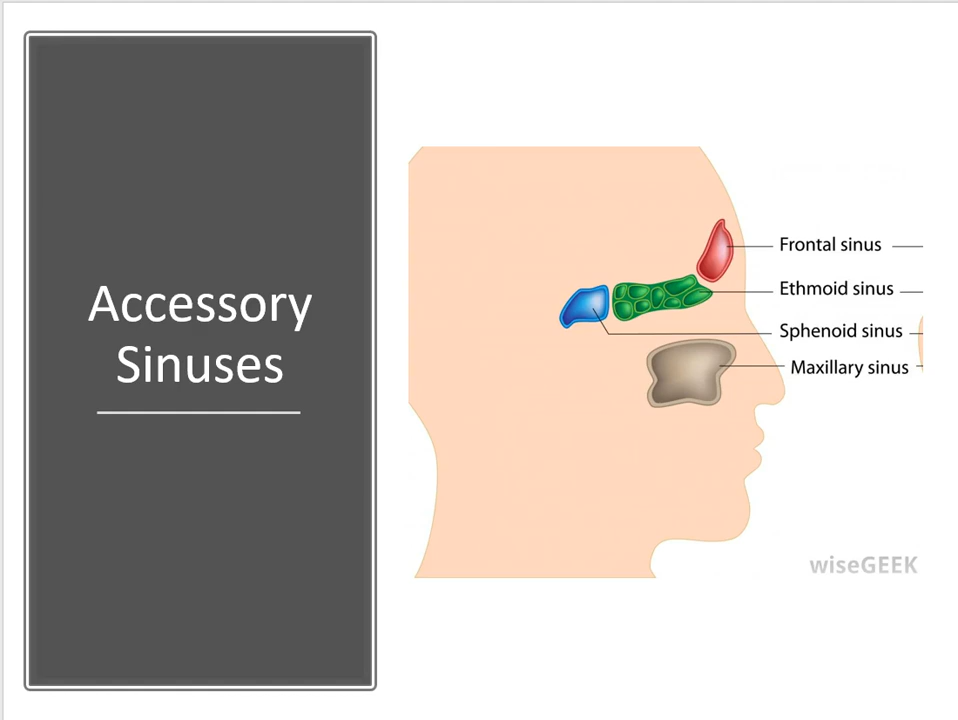 Accessory
Sinuses
Frontal sinus
Ethmoid sinus
Sphenoid sinus
Maxillary sinus
wiseGEEK